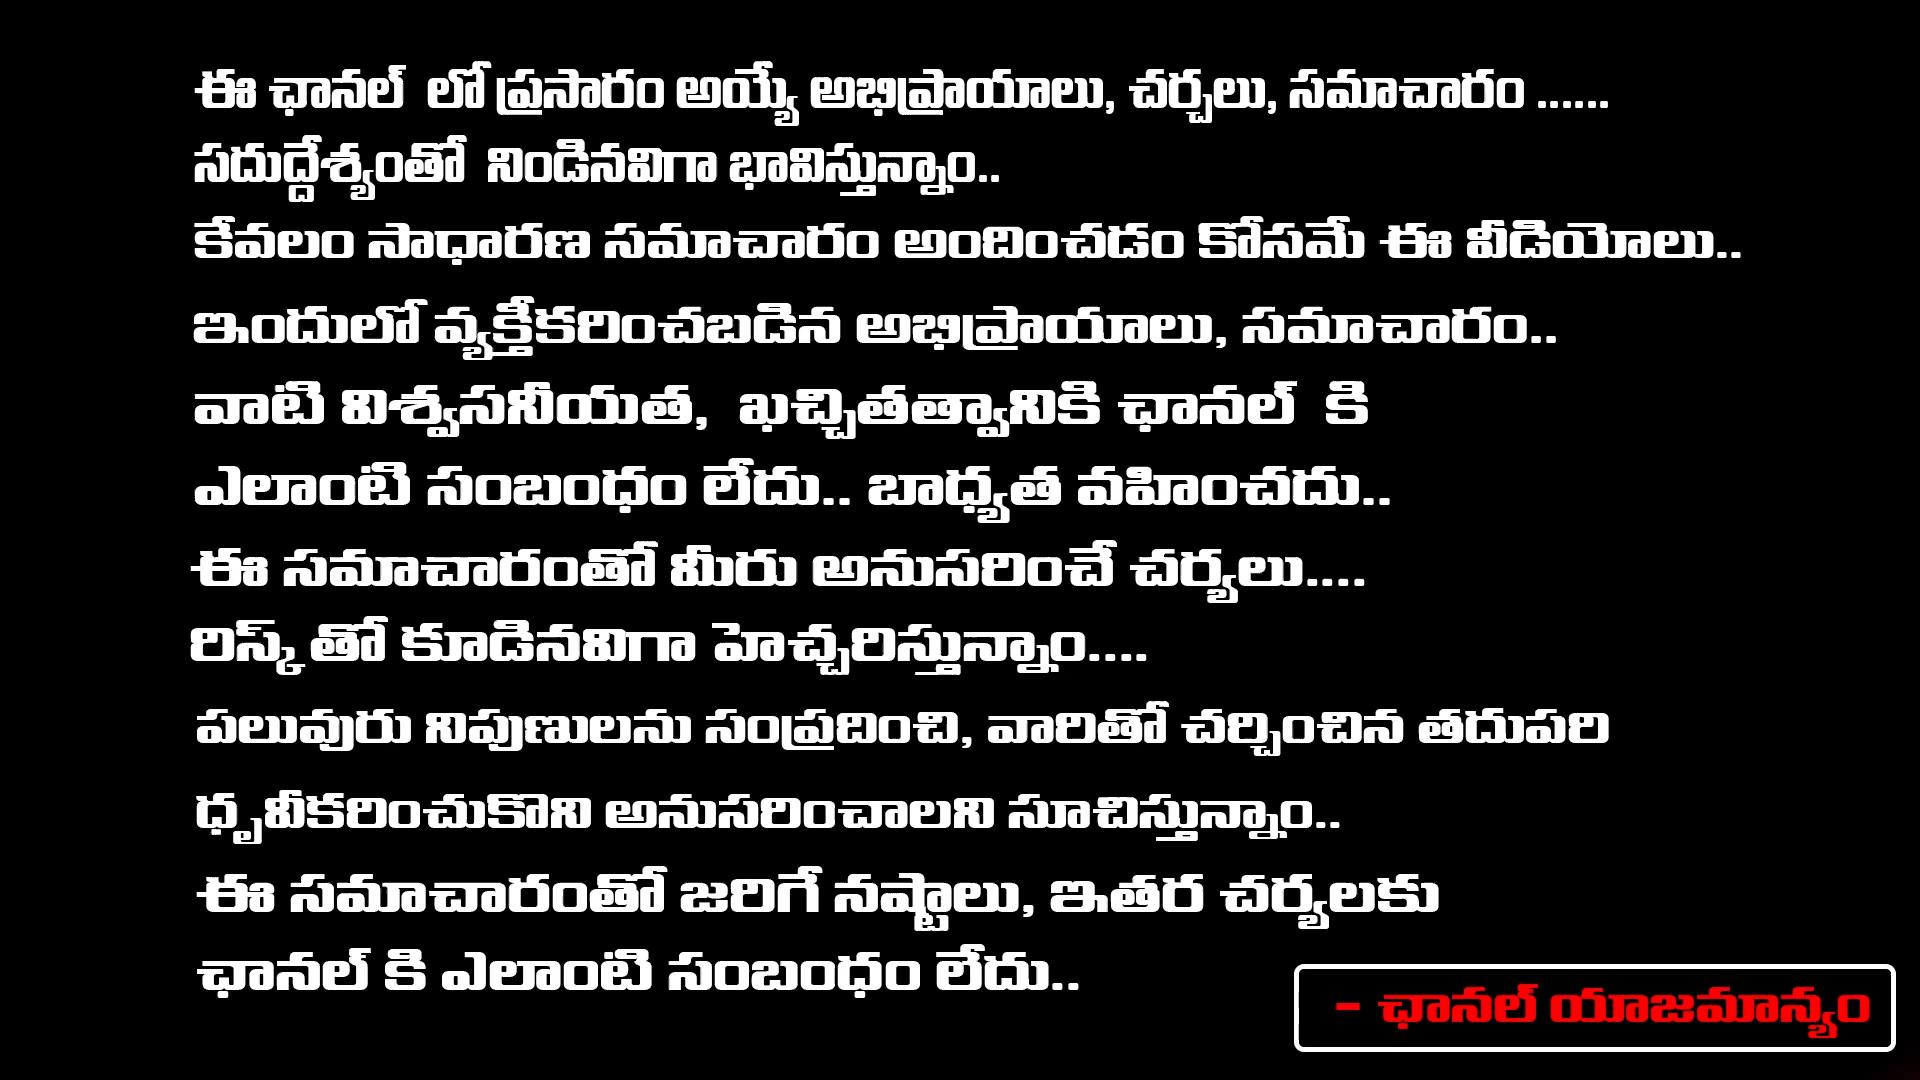 ఈ ఛానల్ లో ప్రసారం అయ్యే అభిప్రాయాలు, చర్చలు, సమాచారం ......
సదుద్దేశ్యంతో నిండినవిగా భావిస్తున్నాం..
కేవలం సాధారణ సమాచారం అందించడం కోసమే ఈ వీడియోలు..
ఇందులో వ్యక్తీకరించబడిన అభిప్రాయాలు, సమాచారం..
వాటి విశ్వసనీయత, ఖచ్చితత్వానికి ఛానల్ కి
ఎలాంటి సంబంధం లేదు.. బాధ్యత వహించదు..
ఈ సమాచారంతో మీరు అనుసరించే చర్యలు....
రిస్క్ తో కూడినవిగా హెచ్చరిస్తున్నాం....
పలువురు నిపుణులను సంప్రదించి, వారితో చర్చించిన తదుపరి
ధృవీకరించుకొని అనుసరించాలని సూచిస్తున్నాం..
ఈ సమాచారంతో జరిగే నష్టాలు, ఇతర చర్యలకు
ఛానల్ కి ఎలాంటి సంబంధం లేదు..
- ఛానల్ యాజమాన్యం